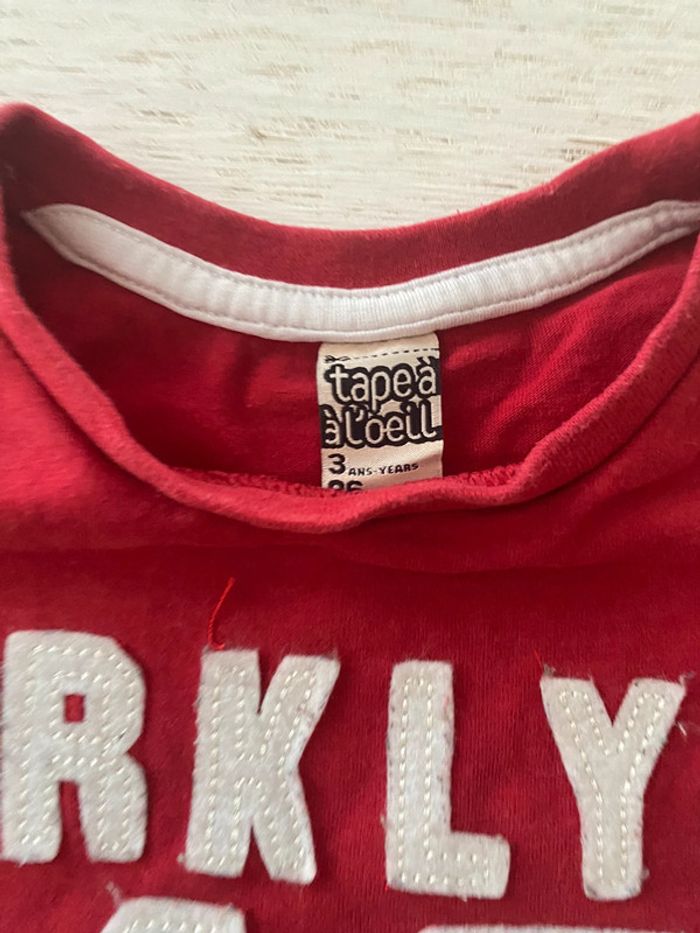 tape à
à l'oeil
3 ANS-YEARS
RKLY